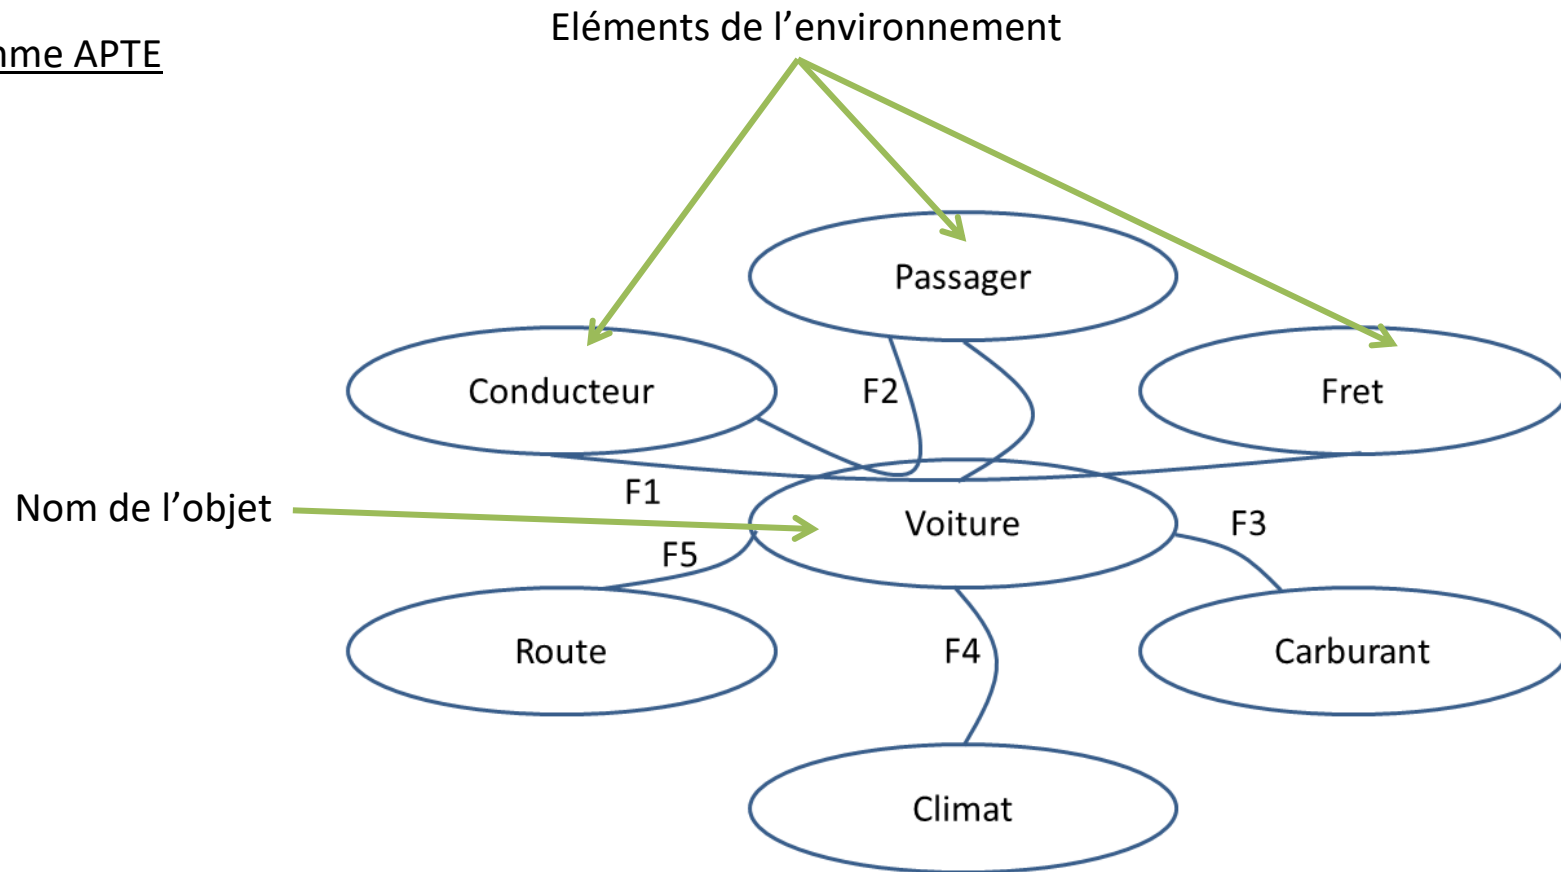 Eléments de l’environnement
mme APTE
Passager
Conducteur
F2
Fret
F1
Nom de l’objet
Voiture
F3
F5
Route
F4
Carburant
Climat